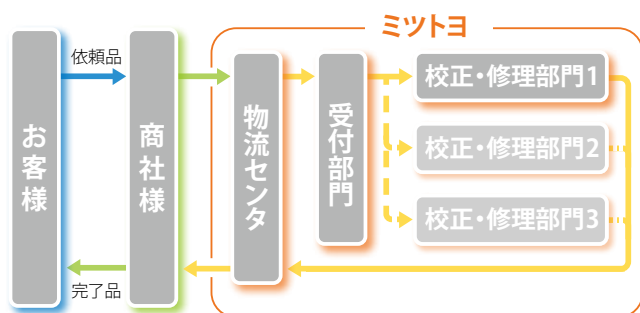 ミツトヨ
依頼品
お客様
商社様
物流センタ
受付部門
校正・修理部門1
校正・修理部門2
校正・修理部門3
完了品